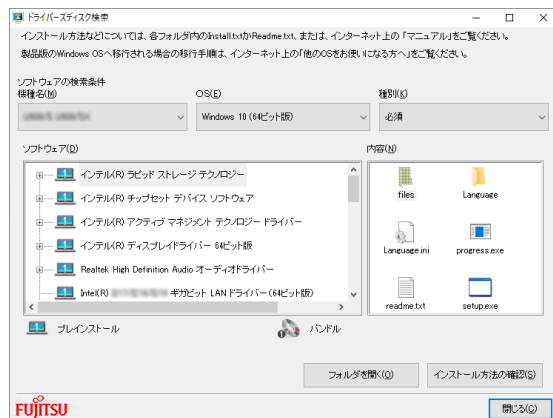 ドライバーズディスク検索
インストール方法などについては、各フォルダ内のInstall.txtかReadme.txt、または、インターネット上の「マニュアル」をご覧ください。
製品版のWindows OSへ移行される場合の移行手順は、インターネット上の「他のOSをお使いになる方へ」をご覧ください。
ソフトウェアの検索条件
機種名(M) OS(E) 種別(K)
Windows 10 (64ビット版) 必須
ソフトウェア(D) 内容(N)
インテル(R) ラピッド ストレージ テクノロジー
インテル(R) チップセット デバイス ソフトウェア
インテル(R) アクティブ マネジメント テクノロジー ドライバー
インテル(R) ディスプレイドライバー 64ビット版
Realtek High Definition Audio オーディオドライバー
Intel(R) ギガビット LAN ドライバー(64ビット版)
files Language
Language.ini progress.exe
readme.txt setup.exe
プレインストール バンドル
フォルダを開く(O) インストール方法の確認(S)
FUJITSU 閉じる(C)